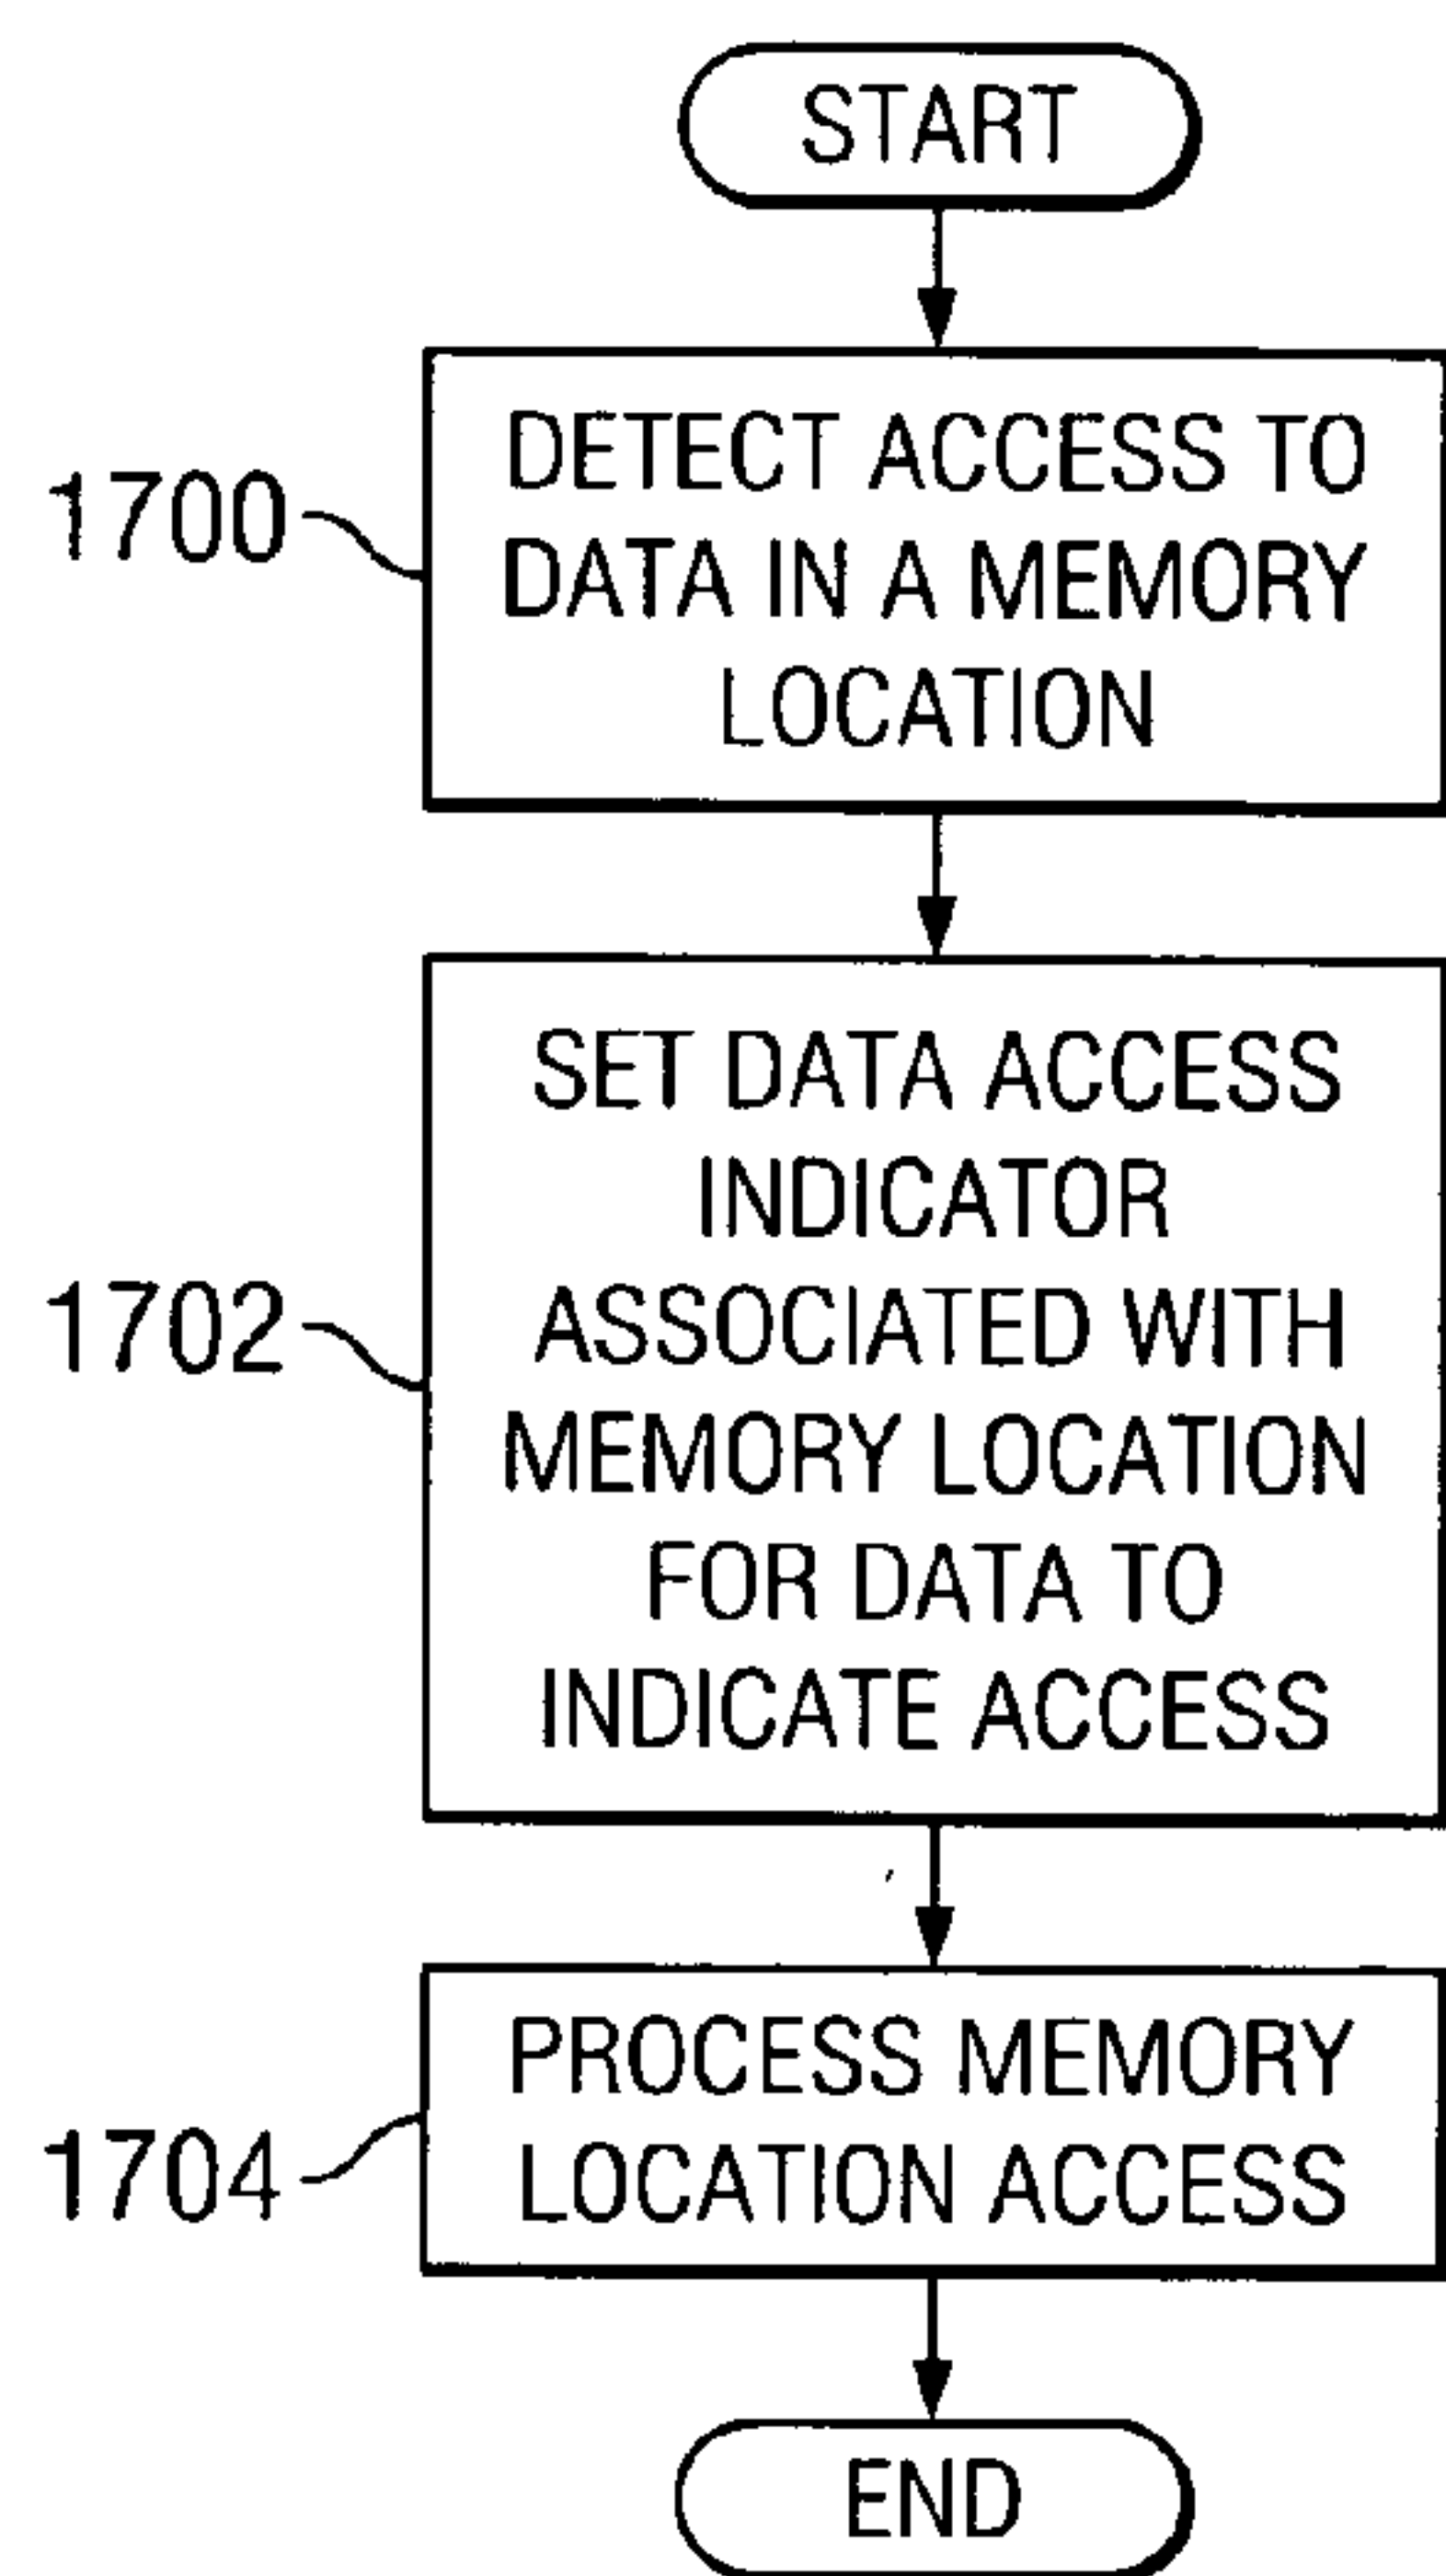 START
1700
DETECT ACCESS TO
DATA IN A MEMORY
LOCATION
1702
SET DATA ACCESS
INDICATOR
ASSOCIATED WITH
MEMORY LOCATION
FOR DATA TO
INDICATE ACCESS
1704
PROCESS MEMORY
LOCATION ACCESS
END